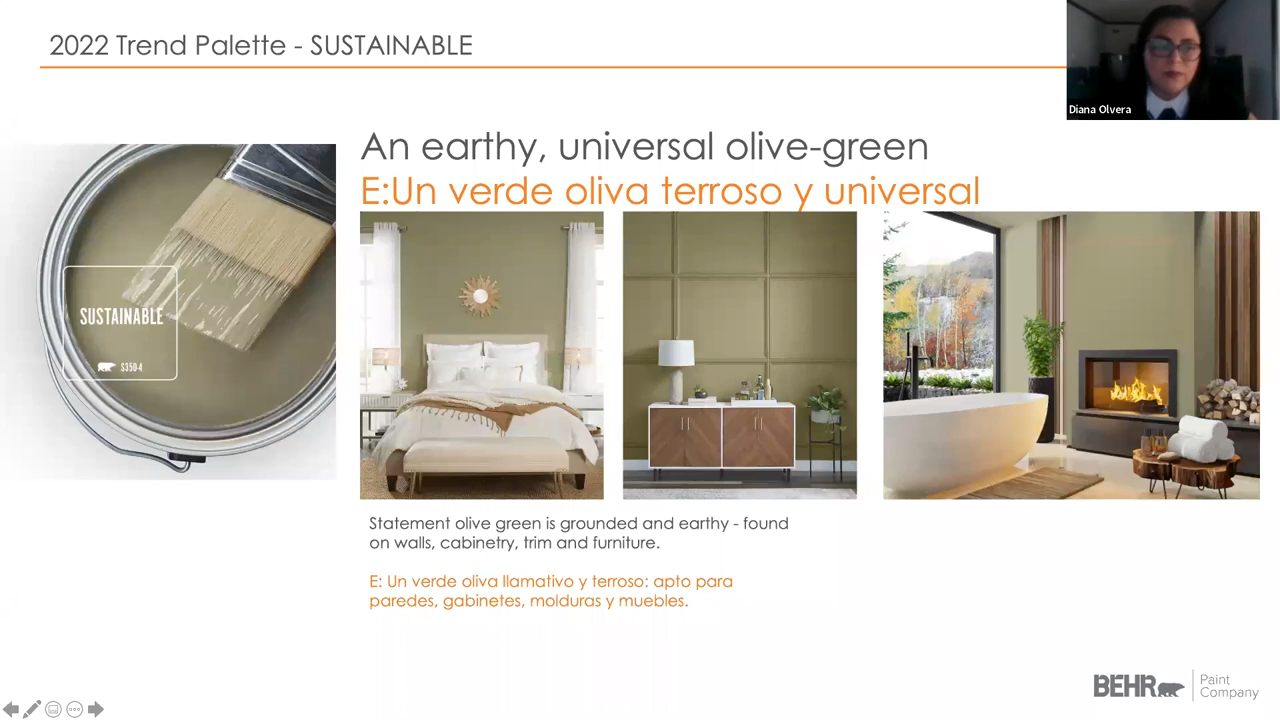 2022 Trend Palette - SUSTAINABLE
Diana Olvera
An earthy, universal olive-green
E:Un verde oliva terroso y universal
SUSTAINABLE
S350-4
Statement olive green is grounded and earthy - found
on walls, cabinetry, trim and furniture.
E: Un verde oliva llamativo y terroso: apto para
paredes, gabinetes, molduras y muebles.
BEHR
Paint
Company